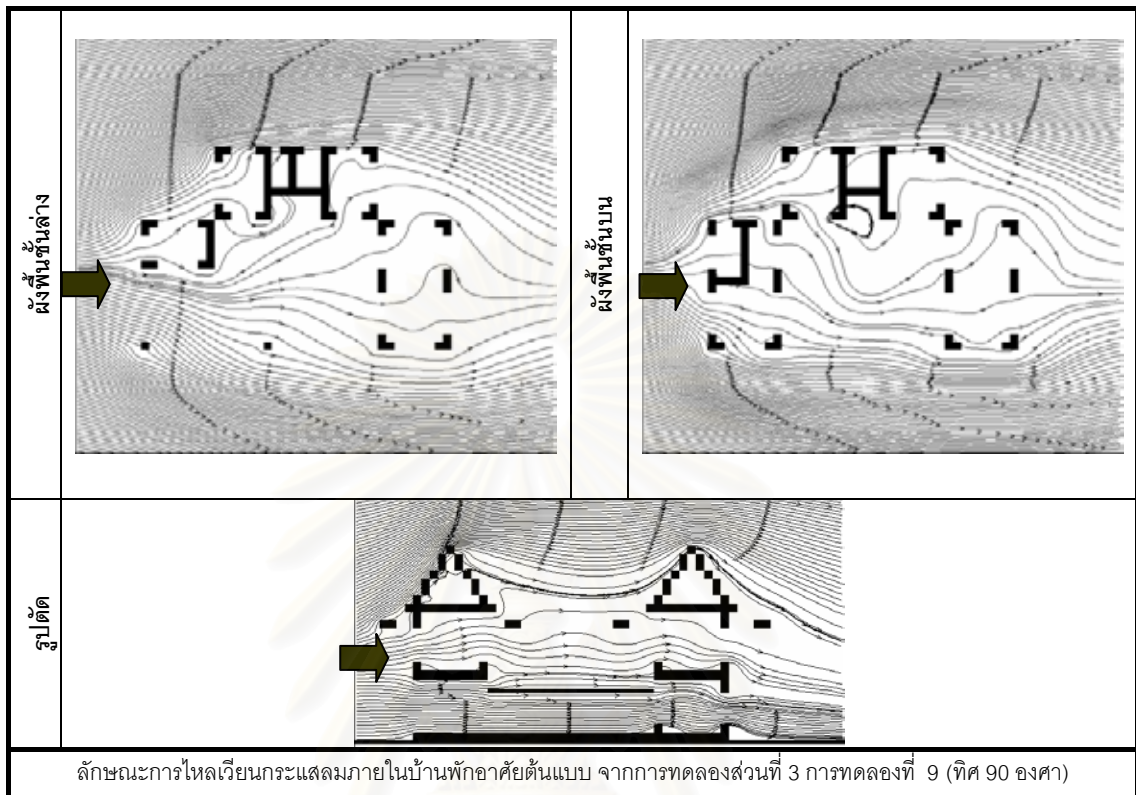 ผังพื้นชั้นล่าง
ผังพื้นชั้นบน
รูปตัด
ลักษณะการไหลเวียนกระแสลมภายในบ้านพักอาศัยต้นแบบ จากการทดลองส่วนที่ 3 การทดลองที่ 9 (ทิศ 90 องศา)